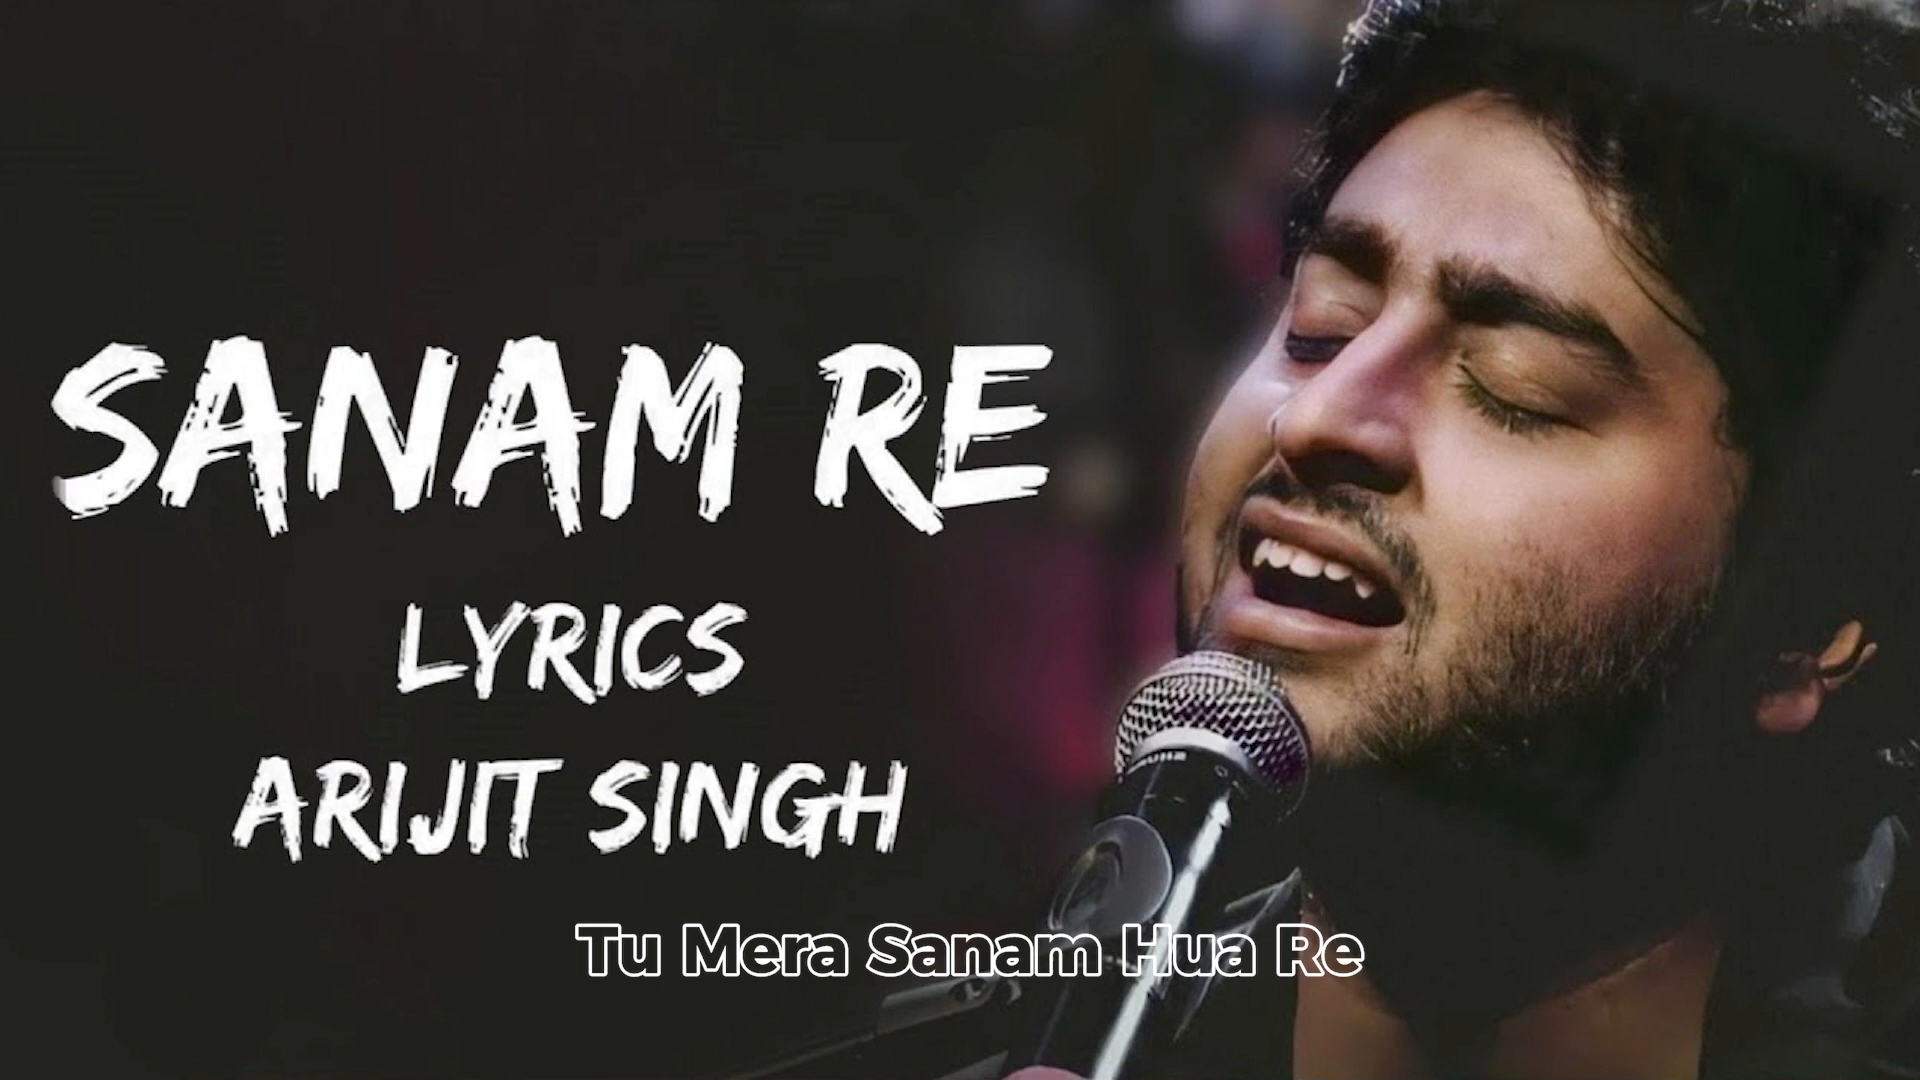 SANAM RE
LYRICS
ARIJIT SINGH
Tu Mera Sanam Hua Re